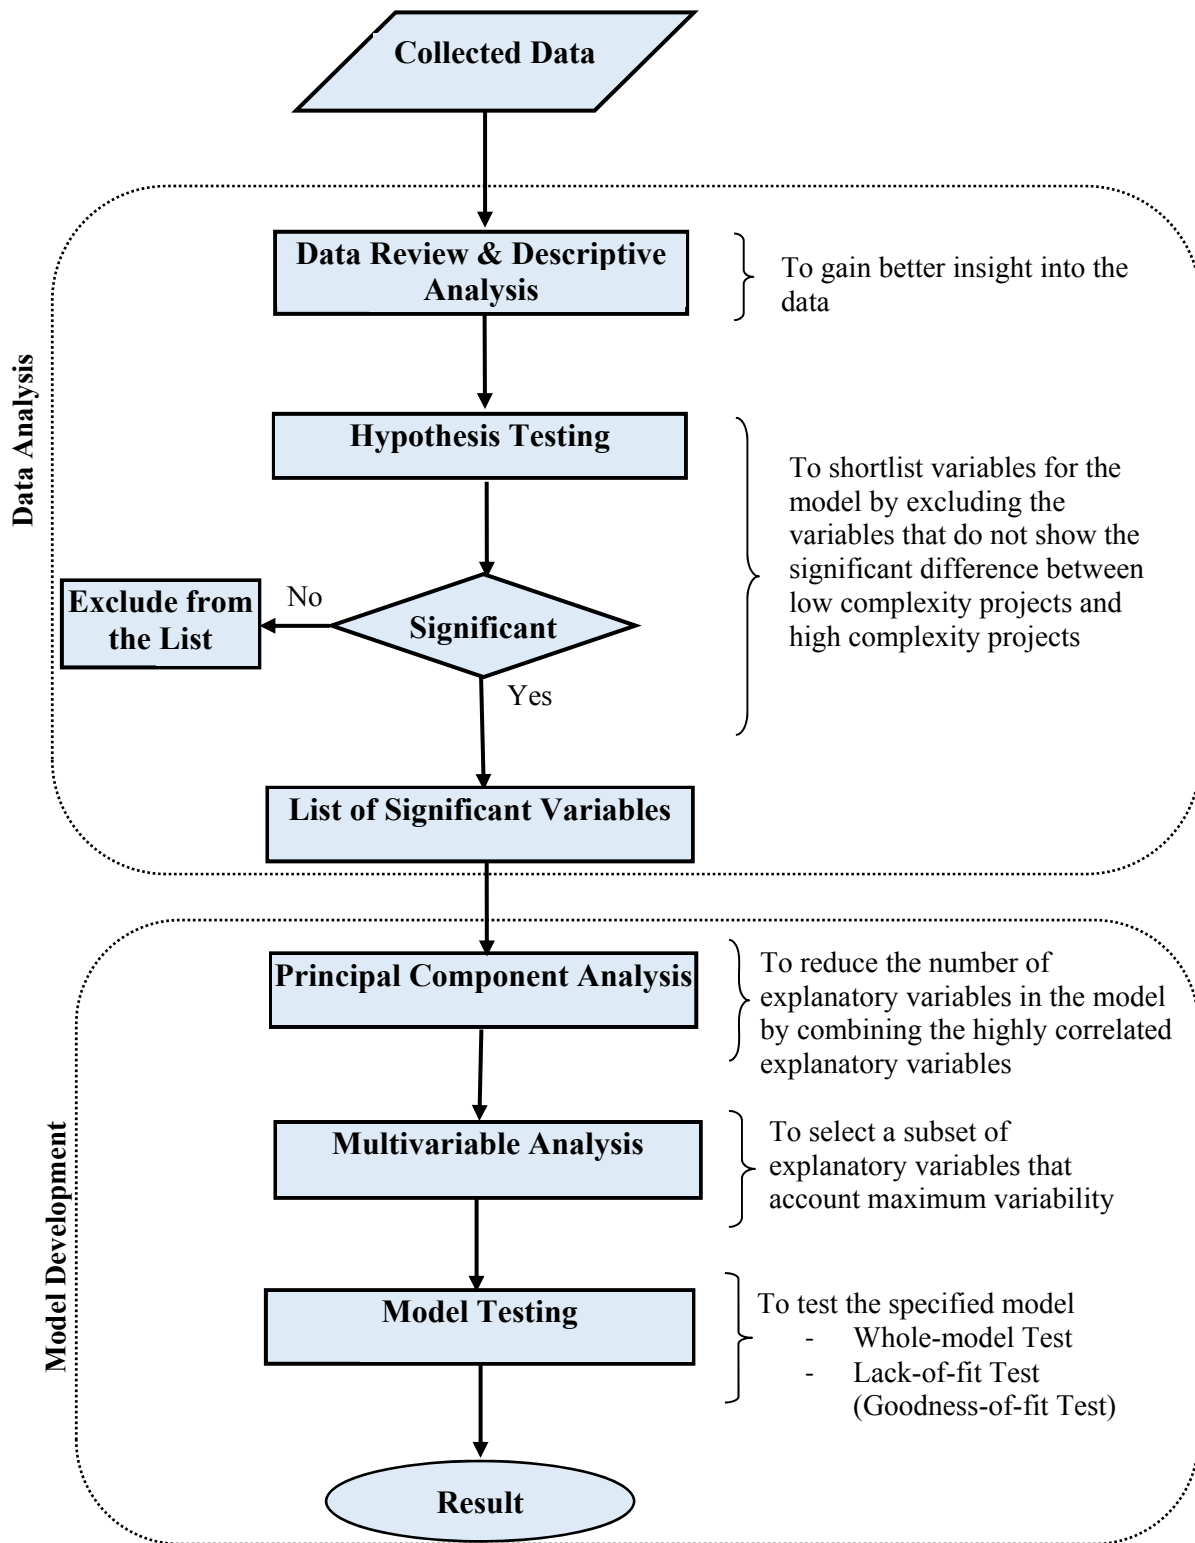 Collected Data
Data Analysis
Data Review & Descriptive
Analysis
To gain better insight into the
data
Hypothesis Testing
To shortlist variables for the
model by excluding the
variables that do not show the
significant difference between
low complexity projects and
high complexity projects
Exclude from
the List
No
Significant
Yes
List of Significant Variables
Model Development
Principal Component Analysis
To reduce the number of
explanatory variables in the model
by combining the highly correlated
explanatory variables
Multivariable Analysis
To select a subset of
explanatory variables that
account maximum variability
Model Testing
To test the specified model
- Whole-model Test
- Lack-of-fit Test
(Goodness-of-fit Test)
Result